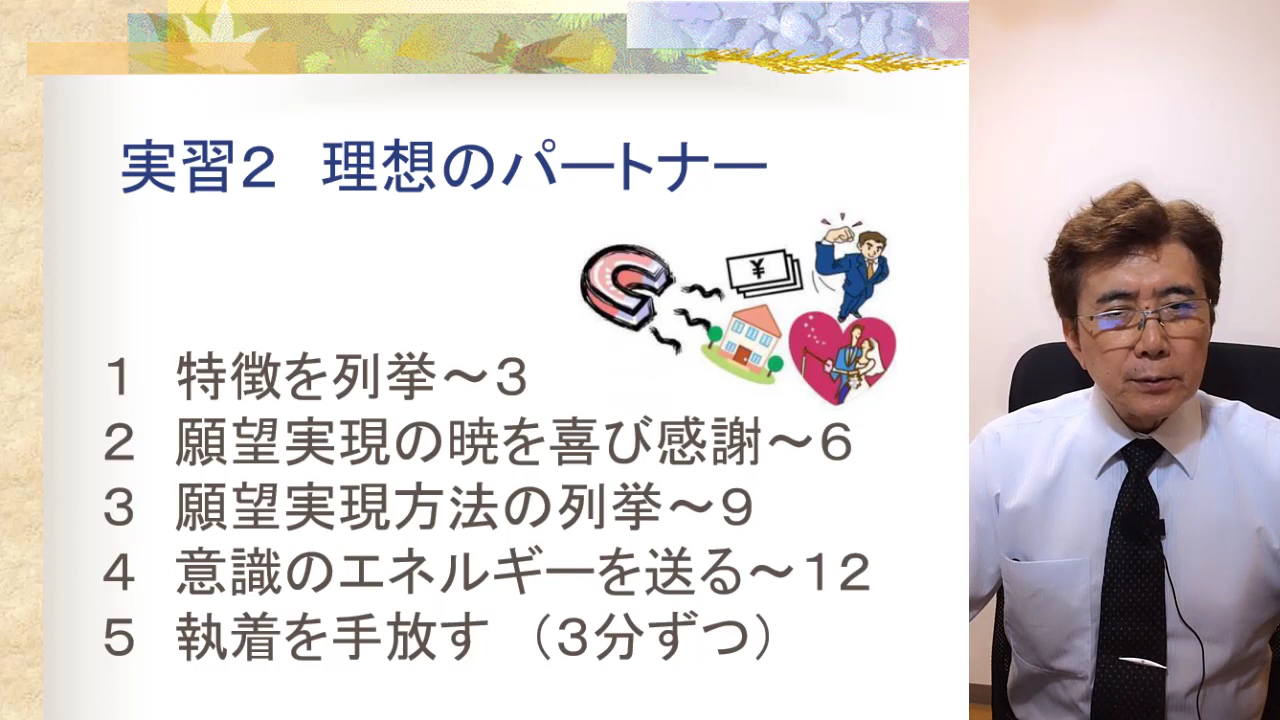 実習２　理想のパートナー
¥
１　特徴を列挙～３
２　願望実現の暁を喜び感謝～６
３　願望実現方法の列挙～９
４　意識のエネルギーを送る～１２
５　執着を手放す　（３分ずつ）